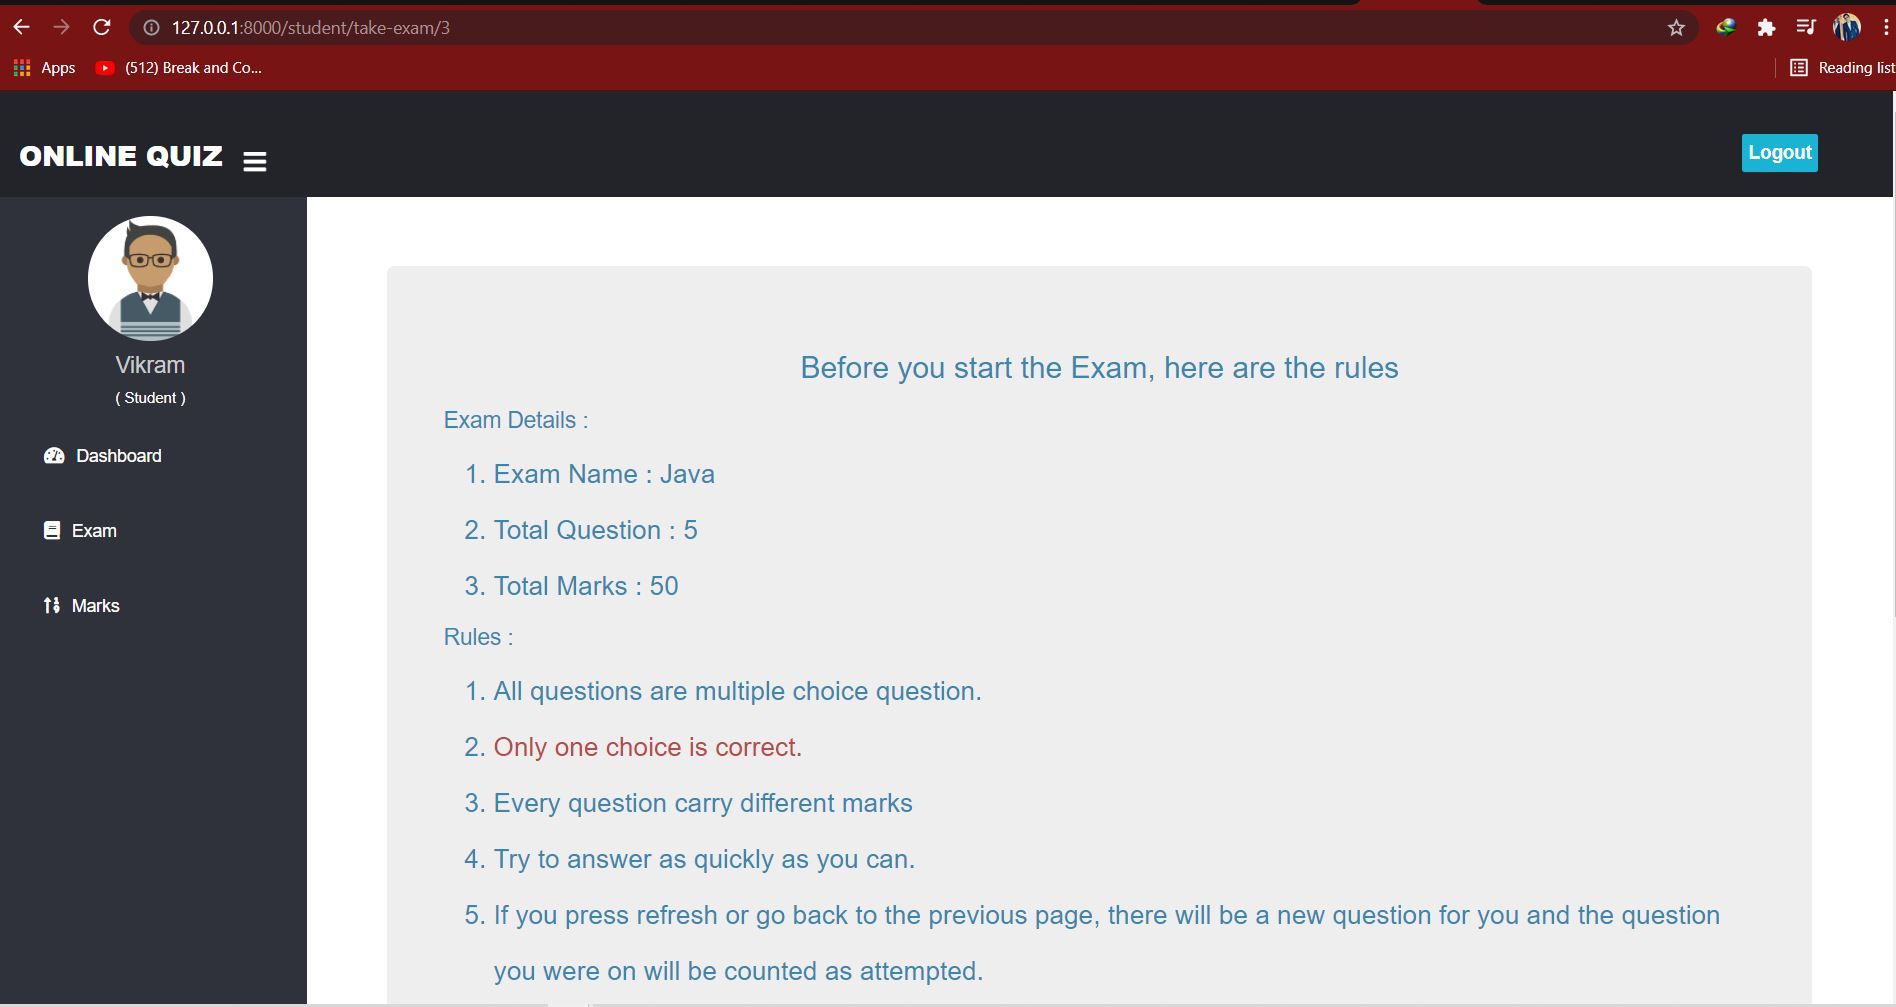 127.0.0.1:8000/student/take-exam/3
Apps (512) Break and Co... Reading list
ONLINE QUIZ Logout
Vikram
( Student )
Dashboard
Exam
Marks
Before you start the Exam, here are the rules
Exam Details :
1. Exam Name : Java
2. Total Question : 5
3. Total Marks : 50
Rules :
1. All questions are multiple choice question.
2. Only one choice is correct.
3. Every question carry different marks
4. Try to answer as quickly as you can.
5. If you press refresh or go back to the previous page, there will be a new question for you and the question
you were on will be counted as attempted.